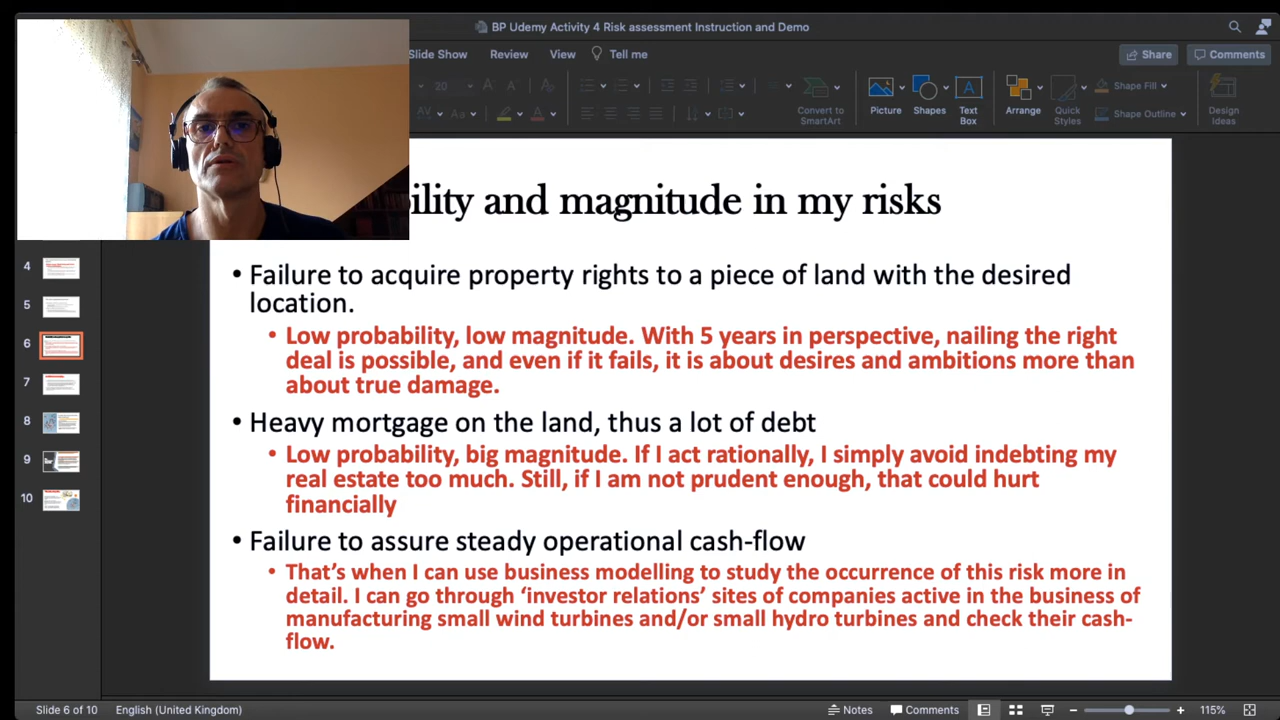 BP Udemy Activity 4 Risk assessment Instruction and Demo
Slide Show Review View Tell me Share Comments
20
Convert to SmartArt
Picture
Shapes
Text Box
Arrange
Quick Styles
Shape Fill
Shape Outline
Design Ideas
bility and magnitude in my risks
• Failure to acquire property rights to a piece of land with the desired
location.
• Low probability, low magnitude. With 5 years in perspective, nailing the right
deal is possible, and even if it fails, it is about desires and ambitions more than
about true damage.
• Heavy mortgage on the land, thus a lot of debt
• Low probability, big magnitude. If I act rationally, I simply avoid indebting my
real estate too much. Still, if I am not prudent enough, that could hurt
financially
• Failure to assure steady operational cash-flow
• That’s when I can use business modelling to study the occurrence of this risk more in
detail. I can go through ‘investor relations’ sites of companies active in the business of
manufacturing small wind turbines and/or small hydro turbines and check their cash-
flow.
4
5
6
7
8
9
10
Slide 6 of 10 English (United Kingdom) Notes Comments 115%